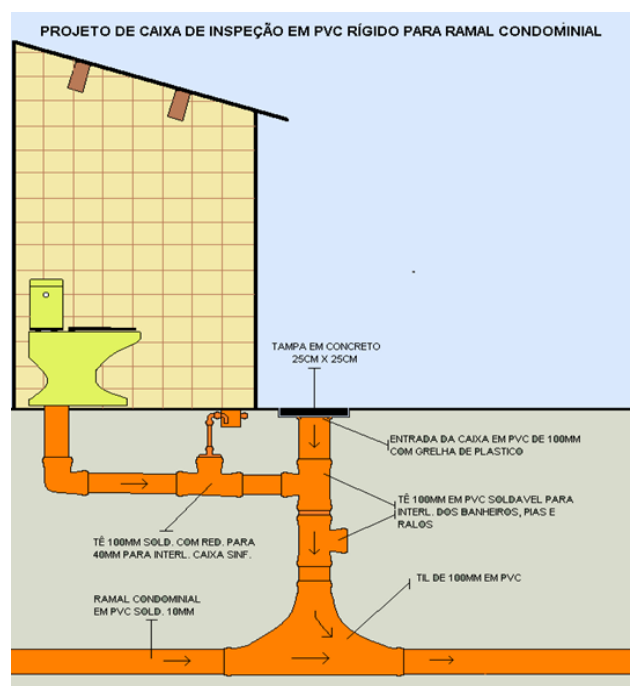 PROJETO DE CAIXA DE INSPEÇÃO EM PVC RÍGIDO PARA RAMAL CONDOMINIAL
TAMPA EM CONCRETO
25CM X 25CM
ENTRADA DA CAIXA EM PVC DE 100MM
COM GRELHA DE PLASTICO
TÊ 100MM EM PVC SOLDAVEL PARA
INTERL. DOS BANHEIROS, PIAS E
RALOS
TÊ 100MM SOLD. COM RED. PARA
40MM PARA INTERL. CAIXA SINF.
TIL DE 100MM EM PVC
RAMAL CONDOMINIAL
EM PVC SOLD. 10MM